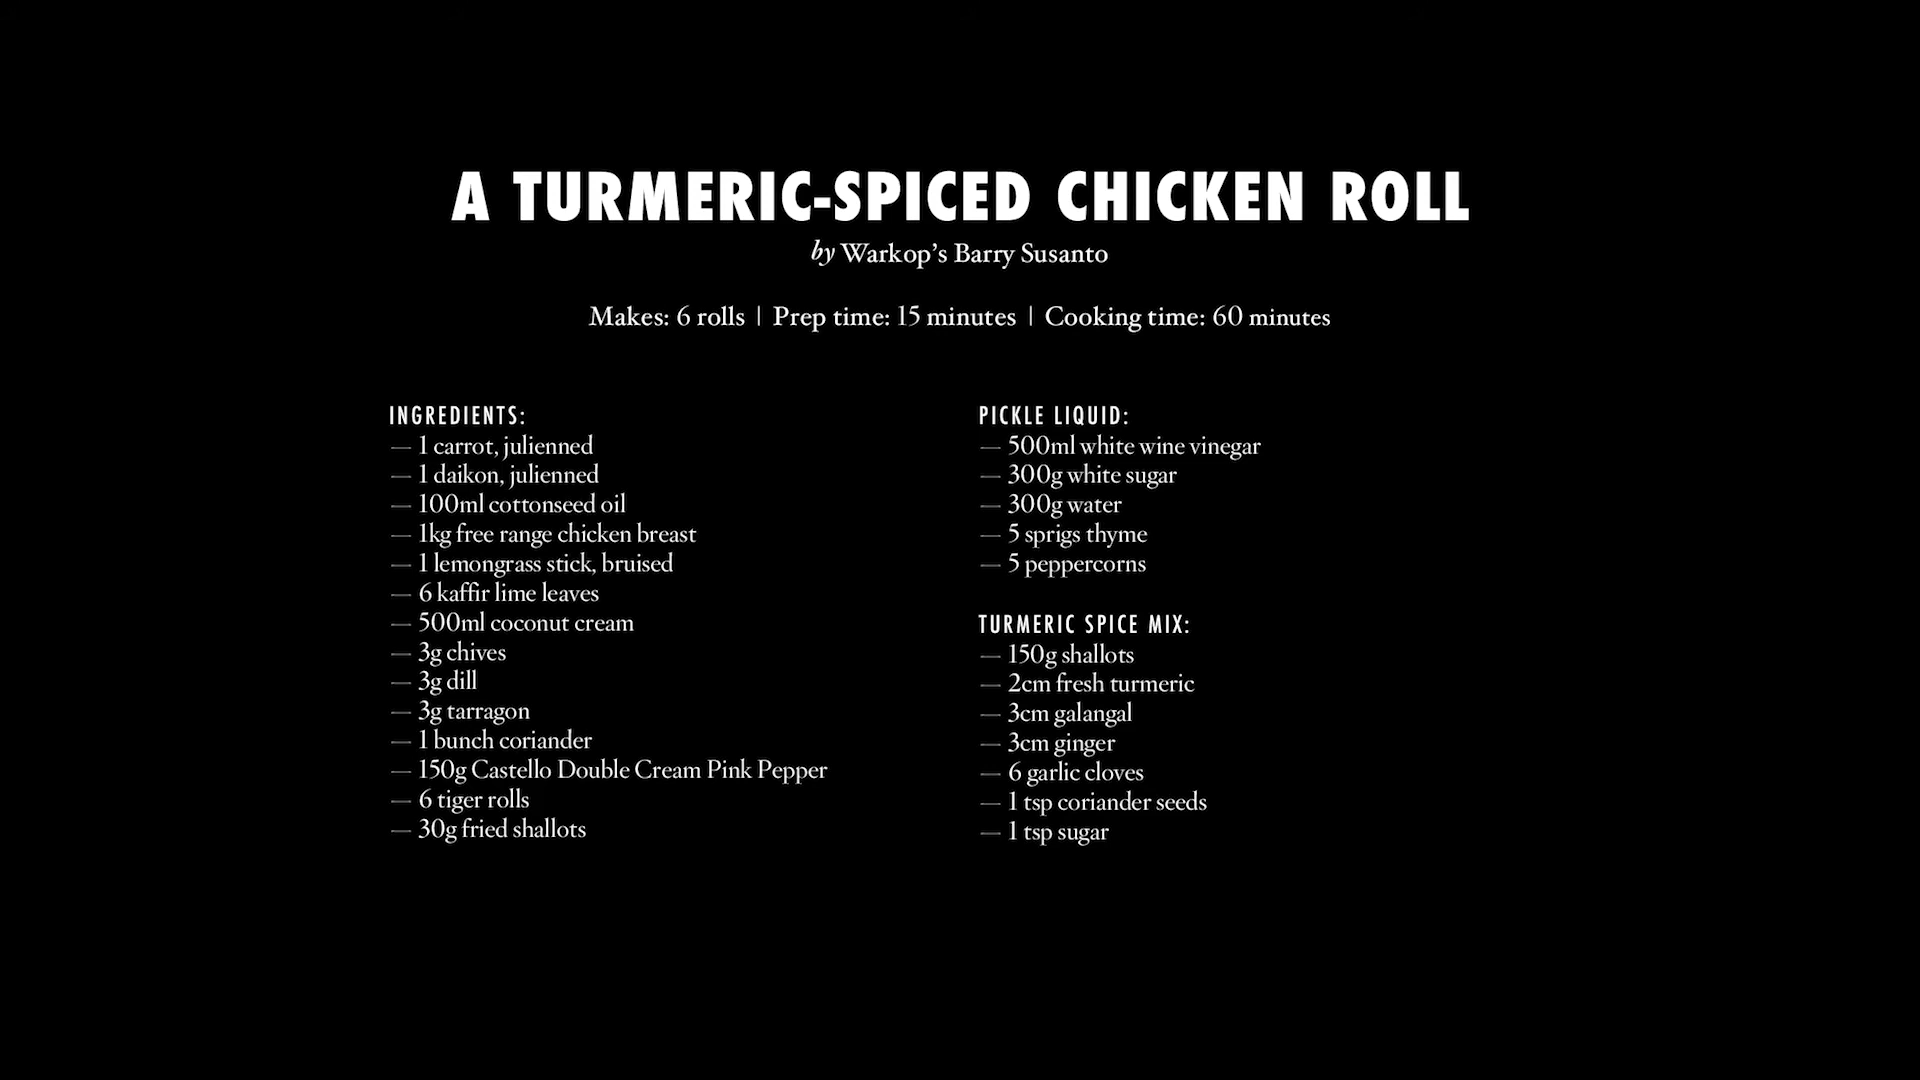 A TURMERIC-SPICED CHICKEN ROLL
by Warkop's Barry Susanto
Makes: 6 rolls | Prep time: 15 minutes | Cooking time: 60 minutes
INGREDIENTS:
— 1 carrot, julienned
— 1 daikon, julienned
— 100ml cottonseed oil
— 1kg free range chicken breast
— 1 lemongrass stick, bruised
— 6 kaffir lime leaves
— 500ml coconut cream
— 3g chives
— 3g dill
— 3g tarragon
— 1 bunch coriander
— 150g Castello Double Cream Pink Pepper
— 6 tiger rolls
— 30g fried shallots
PICKLE LIQUID:
— 500ml white wine vinegar
— 300g white sugar
— 300g water
— 5 sprigs thyme
— 5 peppercorns
TURMERIC SPICE MIX:
— 150g shallots
— 2cm fresh turmeric
— 3cm galangal
— 3cm ginger
— 6 garlic cloves
— 1 tsp coriander seeds
— 1 tsp sugar